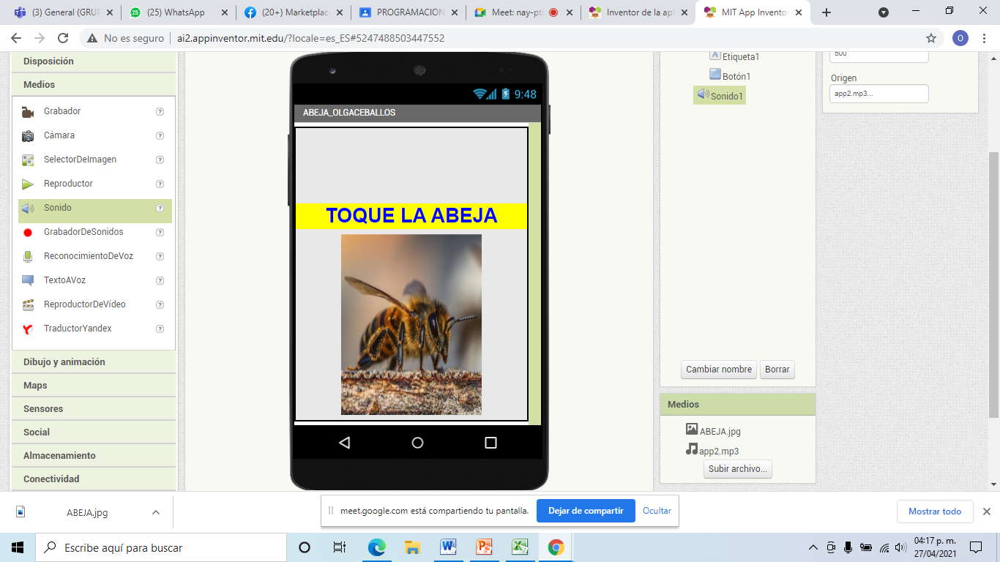 (3) General (GRUP
(25) WhatsApp
(20+) Marketplac
PROGRAMACION
Meet: nay-ptl
Inventor de la apl
MIT App Inventor
No es seguro
ai2.appinventor.mit.edu/?locale=es_ES#5247488503447552
O
Disposición
Medios
Grabador
Cámara
SelectorDeImagen
Reproductor
Sonido
GrabadorDeSonidos
ReconocimientoDeVoz
TextoAVoz
ReproductorDeVídeo
TraductorYandex
Dibujo y animación
Maps
Sensores
Social
Almacenamiento
Conectividad
9:48
ABEJA_OLGACEBALLOS
TOQUE LA ABEJA
Etiqueta1
Botón1
Sonido1
Cambiar nombre
Borrar
Medios
ABEJA.jpg
app2.mp3
Subir archivo...
500
Origen
app2.mp3...
ABEJA.jpg
meet.google.com está compartiendo tu pantalla.
Dejar de compartir
Ocultar
Mostrar todo
Escribe aquí para buscar
04:17 p. m.
27/04/2021